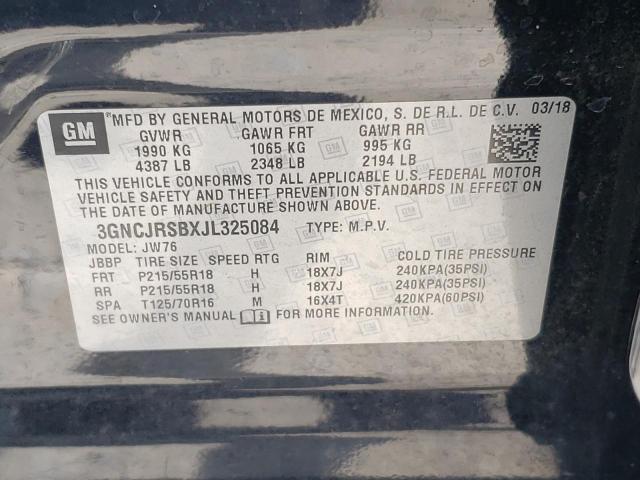 GM
*MFD BY GENERAL MOTORS DE MEXICO, S. DE R.L. DE C.V. 03/18
GVWR GAWR FRT GAWR RR
1990 KG 1065 KG 995 KG
4387 LB 2348 LB 2194 LB
THIS VEHICLE CONFORMS TO ALL APPLICABLE U.S. FEDERAL MOTOR
VEHICLE SAFETY AND THEFT PREVENTION STANDARDS IN EFFECT ON
THE DATE OF MANUFACTURE SHOWN ABOVE.
3GNCJRSBXJL325084 TYPE: M.P.V.
MODEL: JW76
JBBP TIRE SIZE SPEED RTG RIM COLD TIRE PRESSURE
FRT P215/55R18 H 18X7J 240KPA(35PSI)
RR P215/55R18 H 18X7J 240KPA(35PSI)
SPA T125/70R16 M 16X4T 420KPA(60PSI)
SEE OWNER'S MANUAL FOR MORE INFORMATION.